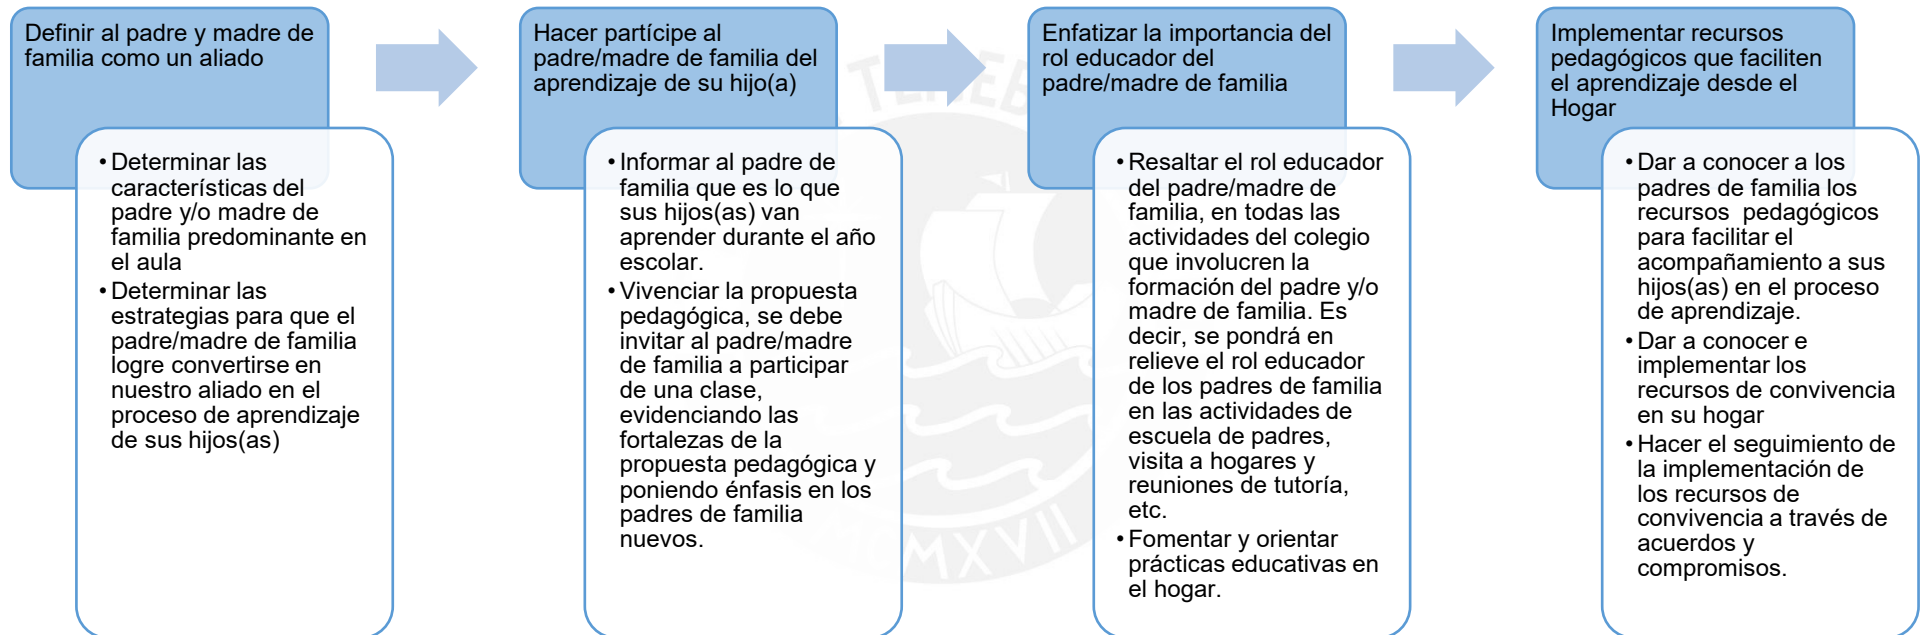 Definir al padre y madre de
familia como un aliado
• Determinar las
características del
padre y/o madre de
familia predominante en
el aula
• Determinar las
estrategias para que el
padre/madre de familia
logre convertirse en
nuestro aliado en el
proceso de aprendizaje
de sus hijos(as)
Hacer partícipe al
padre/madre de familia del
aprendizaje de su hijo(a)
• Informar al padre de
familia que es lo que
sus hijos(as) van
aprender durante el año
escolar.
• Vivenciar la propuesta
pedagógica, se debe
invitar al padre/madre
de familia a participar
de una clase,
evidenciando las
fortalezas de la
propuesta pedagógica y
poniendo énfasis en los
padres de familia
nuevos.
Enfatizar la importancia del
rol educador del
padre/madre de familia
• Resaltar el rol educador
del padre/madre de
familia, en todas las
actividades del colegio
que involucren la
formación del padre y/o
madre de familia. Es
decir, se pondrá en
relieve el rol educador
de los padres de familia
en las actividades de
escuela de padres,
visita a hogares y
reuniones de tutoría,
etc.
• Fomentar y orientar
prácticas educativas en
el hogar.
Implementar recursos
pedagógicos que faciliten
el aprendizaje desde el
Hogar
• Dar a conocer a los
padres de familia los
recursos pedagógicos
para facilitar el
acompañamiento a sus
hijos(as) en el proceso
de aprendizaje.
• Dar a conocer e
implementar los
recursos de convivencia
en su hogar
• Hacer el seguimiento de
la implementación de
los recursos de
convivencia a través de
acuerdos y
compromisos.